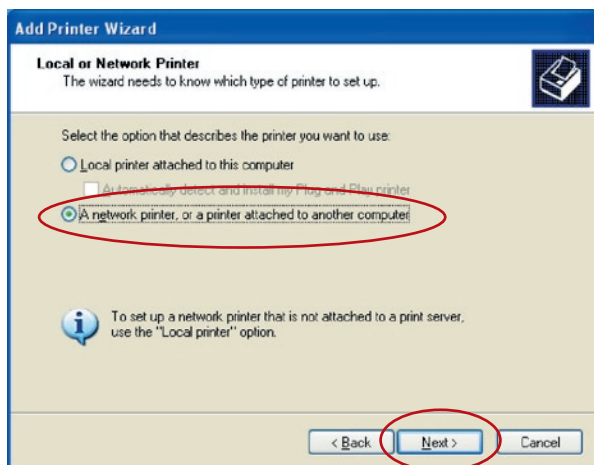 Add Printer Wizard
Local or Network Printer
The wizard needs to know which type of printer to set up.
Select the option that describes the printer you want to use:
Local printer attached to this computer
Automatically detect and install my Plug and Play printer
A network printer, or a printer attached to another computer
To set up a network printer that is not attached to a print server,
use the "Local printer" option.
< Back
Next >
Cancel